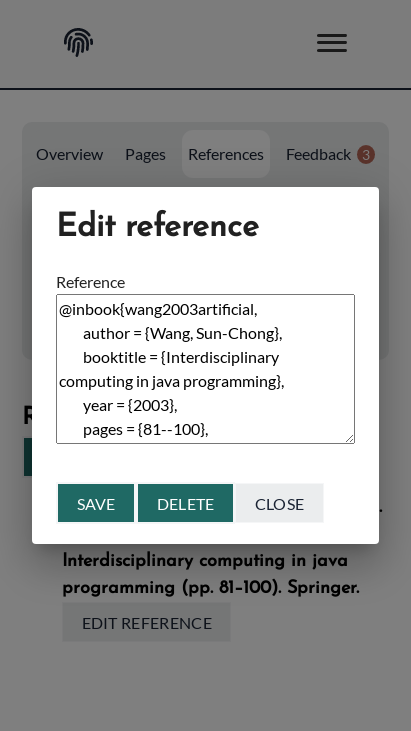 Overview Pages References Feedback 3
Edit reference
Reference
@inbook{wang2003artificial,
author = {Wang, Sun-Chong},
booktitle = {Interdisciplinary
computing in java programming},
year = {2003},
pages = {81--100},
SAVE DELETE CLOSE
Interdisciplinary computing in java
programming (pp. 81–100). Springer.
EDIT REFERENCE